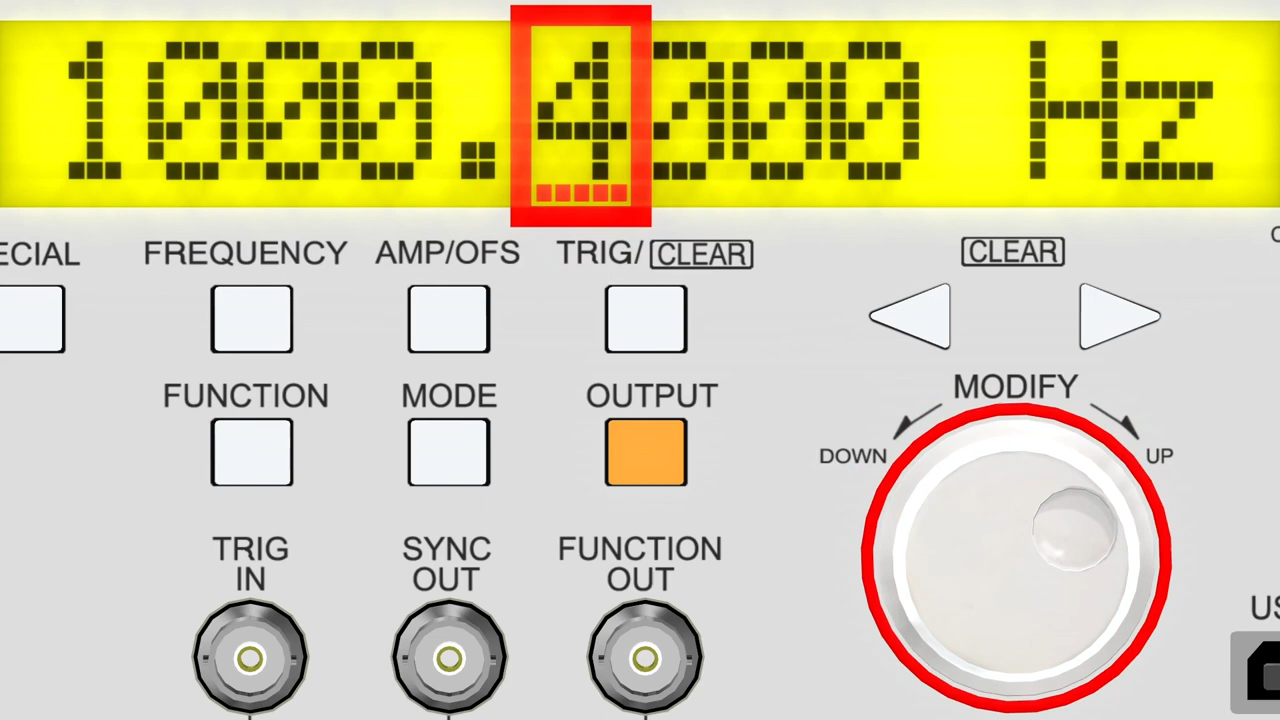 1000.4000 Hz
ECIAL FREQUENCY AMP/OFS TRIG/ CLEAR CLEAR
FUNCTION MODE OUTPUT MODIFY
DOWN UP
TRIG IN
SYNC OUT
FUNCTION OUT
US